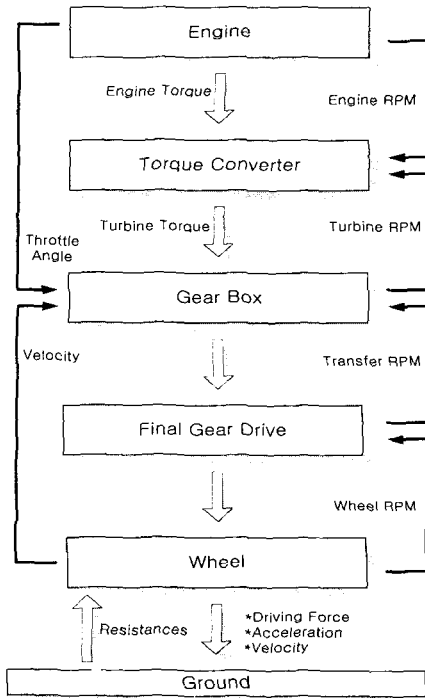 Engine
Engine Torque
Engine RPM
Torque Converter
Turbine Torque
Turbine RPM
Throttle
Angle
Gear Box
Velocity
Transfer RPM
Final Gear Drive
Wheel RPM
Wheel
Resistances
*Driving Force
*Acceleration
*Velocity
Ground